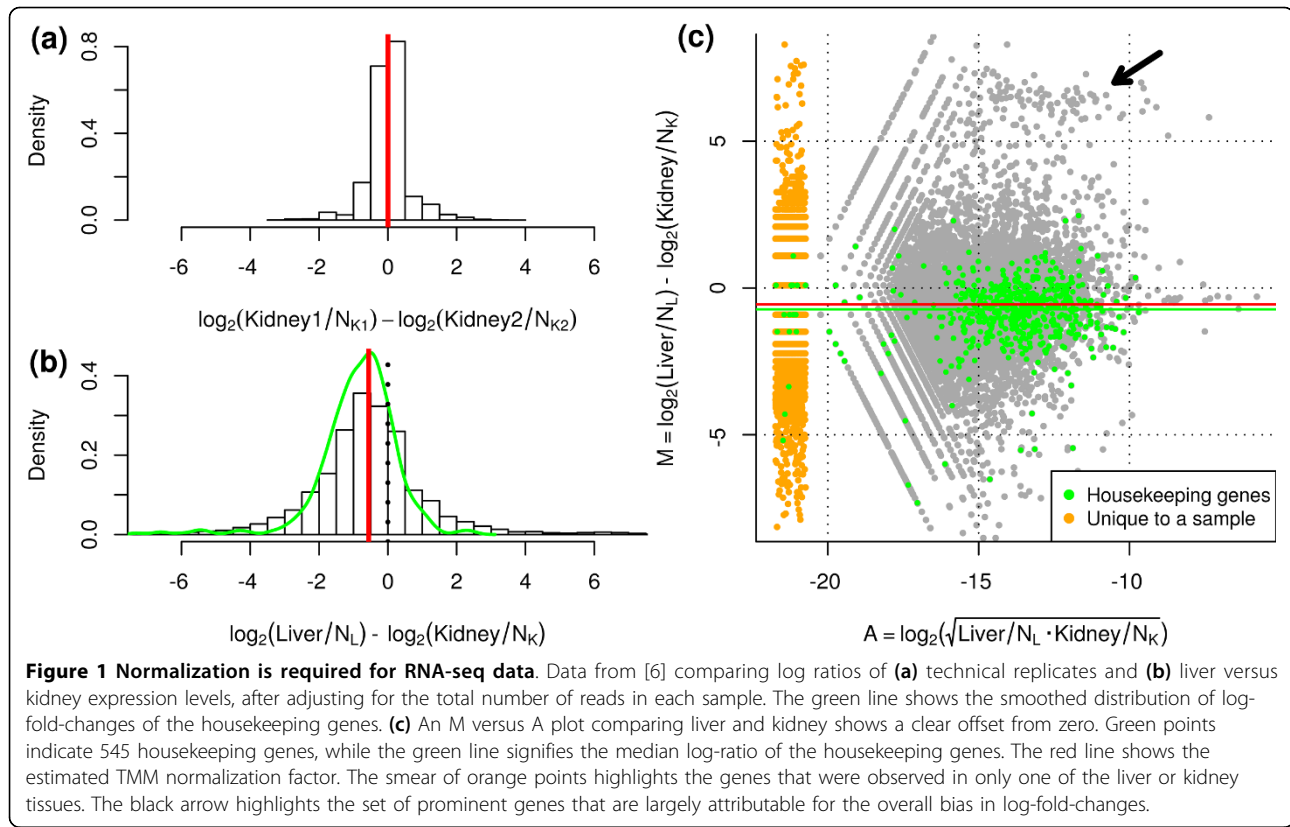 (a)
Density
0.0 0.4 0.8
-6 -4 -2 0 2 4 6
log2(Kidney1/NK1) − log2(Kidney2/NK2)
(b)
Density
0.0 0.2 0.4
-6 -4 -2 0 2 4 6
log2(Liver/NL) - log2(Kidney/NK)
(c)
M = log2(Liver/NL) - log2(Kidney/NK)
-5 0 5
Housekeeping genes
Unique to a sample
-20 -15 -10
A = log2(√Liver/NL · Kidney/NK)
Figure 1 Normalization is required for RNA-seq data. Data from [6] comparing log ratios of (a) technical replicates and (b) liver versus
kidney expression levels, after adjusting for the total number of reads in each sample. The green line shows the smoothed distribution of log-
fold-changes of the housekeeping genes. (c) An M versus A plot comparing liver and kidney shows a clear offset from zero. Green points
indicate 545 housekeeping genes, while the green line signifies the median log-ratio of the housekeeping genes. The red line shows the
estimated TMM normalization factor. The smear of orange points highlights the genes that were observed in only one of the liver or kidney
tissues. The black arrow highlights the set of prominent genes that are largely attributable for the overall bias in log-fold-changes.